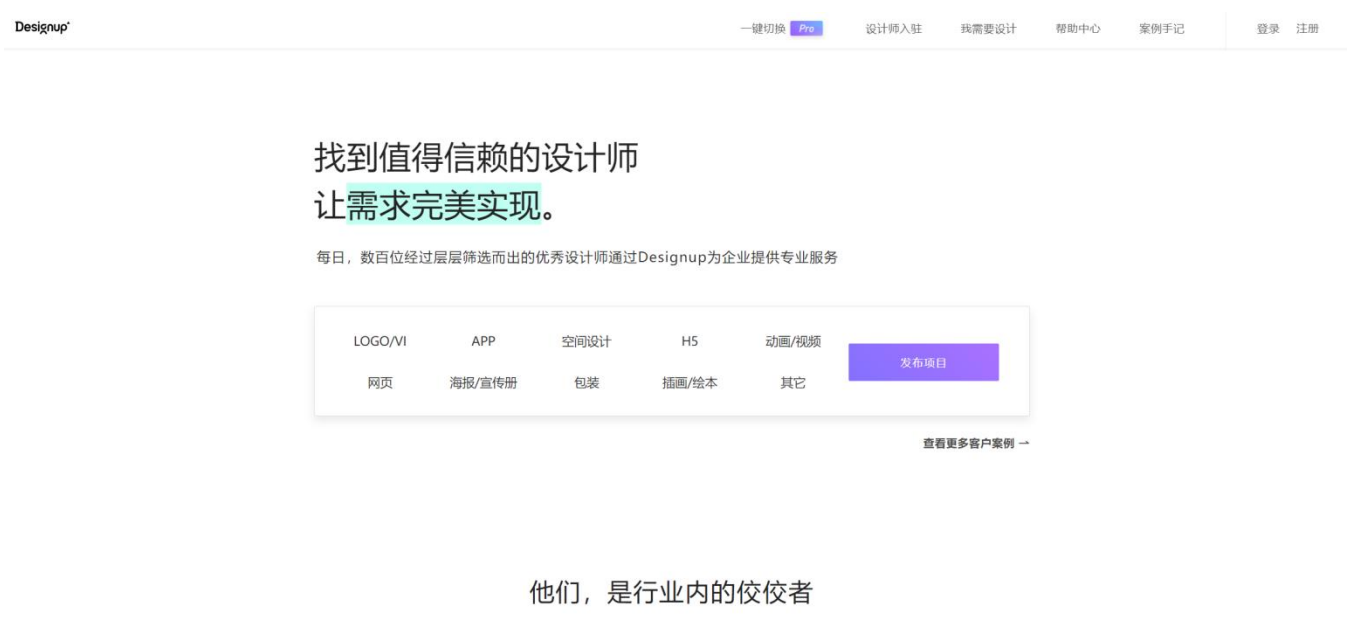 Designup
一键切换 Pro 设计师入驻 我需要设计 帮助中心 案例手记 登录 注册
找到值得信赖的设计师
让需求完美实现。
每日，数百位经过层层筛选而出的优秀设计师通过Designup为企业提供专业服务
LOGO/VI APP 空间设计 H5 动画/视频
网页 海报/宣传册 包装 插画/绘本 其它
发布项目
查看更多客户案例 →
他们，是行业内的佼佼者